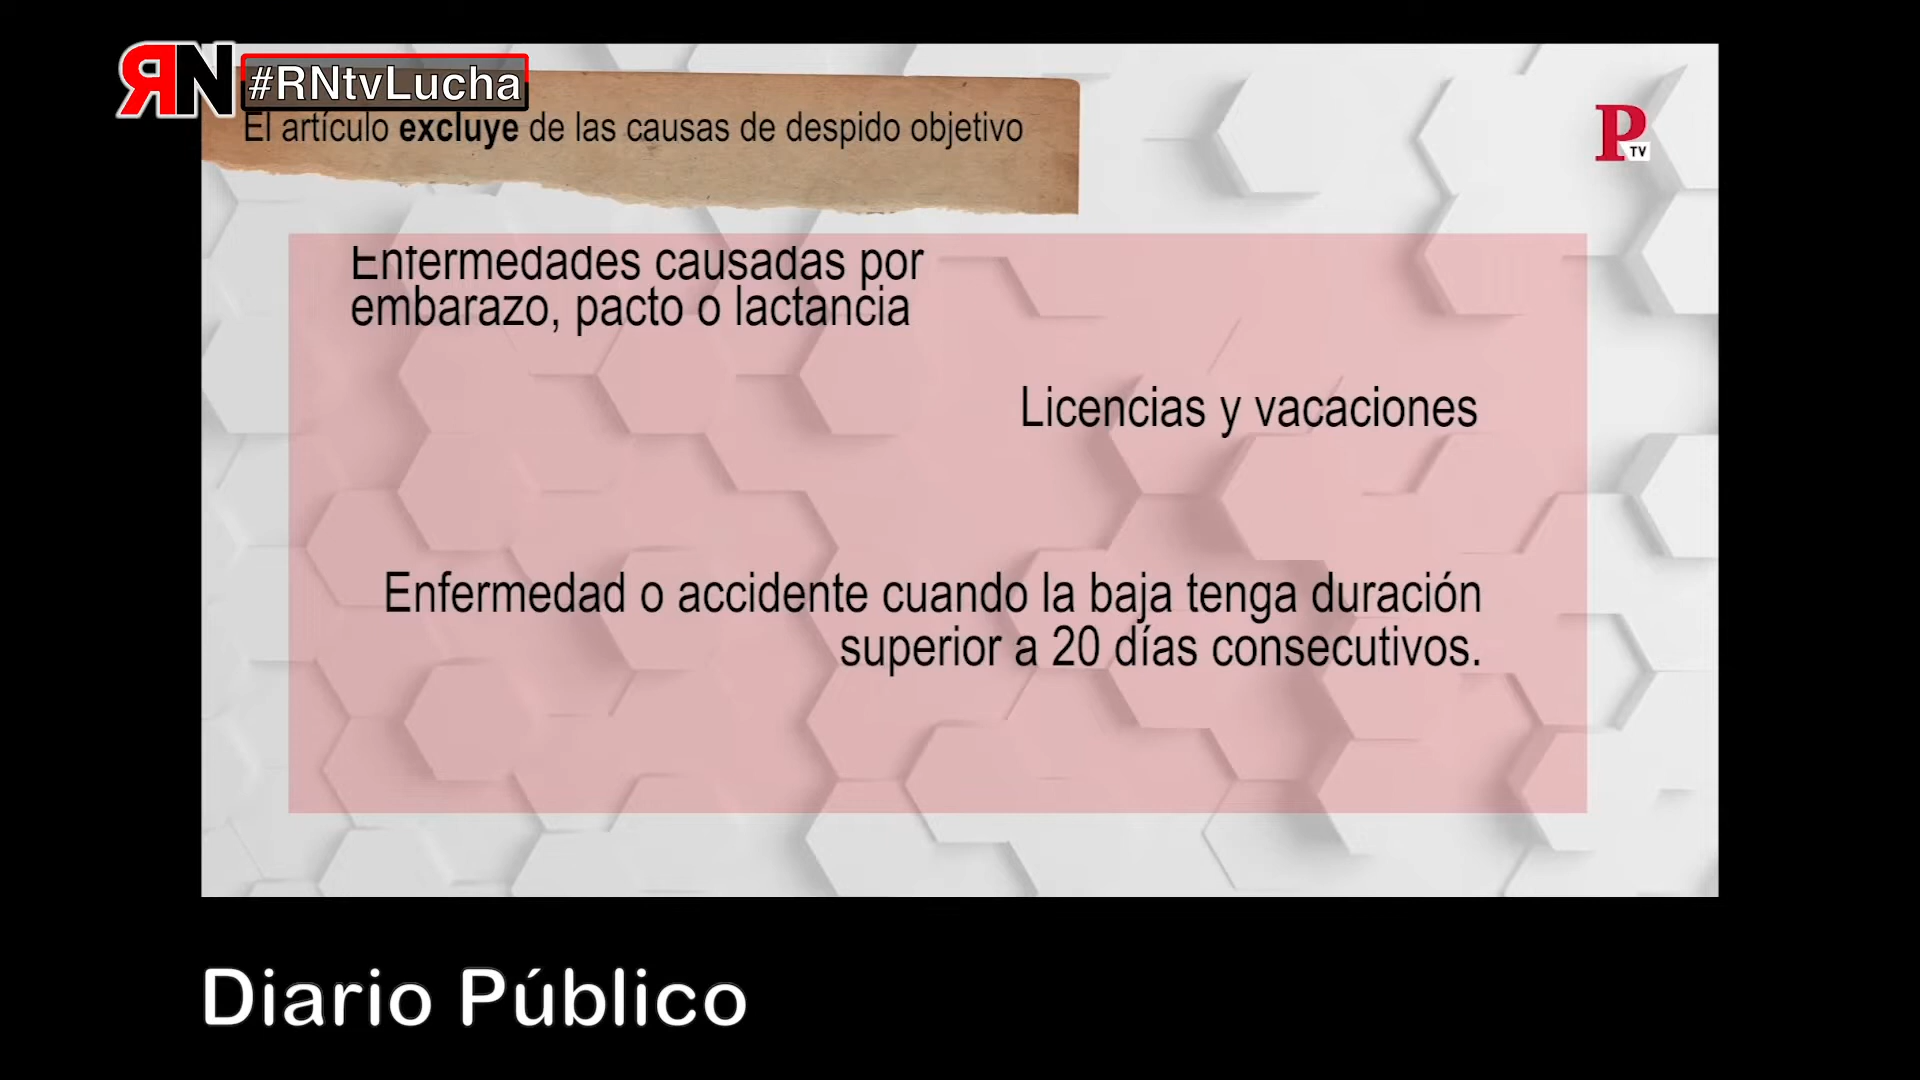 RN
#RNtvLucha
El artículo excluye de las causas de despido objetivo
P
TV
Enfermedades causadas por
embarazo, pacto o lactancia
Licencias y vacaciones
Enfermedad o accidente cuando la baja tenga duración
superior a 20 días consecutivos.
Diario Público